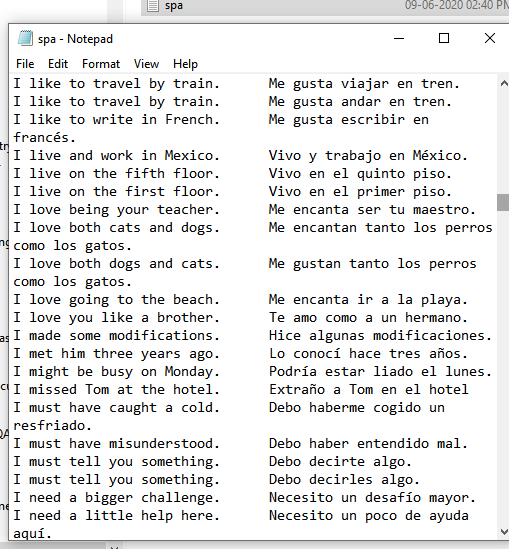 spa 09-06-2020 02:40 P
spa - Notepad
File Edit Format View Help
I like to travel by train. Me gusta viajar en tren.
I like to travel by train. Me gusta andar en tren.
I like to write in French. Me gusta escribir en
francés.
I live and work in Mexico. Vivo y trabajo en México.
I live on the fifth floor. Vivo en el quinto piso.
I live on the first floor. Vivo en el primer piso.
I love being your teacher. Me encanta ser tu maestro.
I love both cats and dogs. Me encantan tanto los perros
como los gatos.
I love both dogs and cats. Me gustan tanto los perros
como los gatos.
I love going to the beach. Me encanta ir a la playa.
I love you like a brother. Te amo como a un hermano.
I made some modifications. Hice algunas modificaciones.
I met him three years ago. Lo conocí hace tres años.
I might be busy on Monday. Podría estar liado el lunes.
I missed Tom at the hotel. Extraño a Tom en el hotel
I must have caught a cold. Debo haberme cogido un
resfriado.
I must have misunderstood. Debo haber entendido mal.
I must tell you something. Debo decirte algo.
I must tell you something. Debo decirles algo.
I need a bigger challenge. Necesito un desafío mayor.
I need a little help here. Necesito un poco de ayuda
aquí.